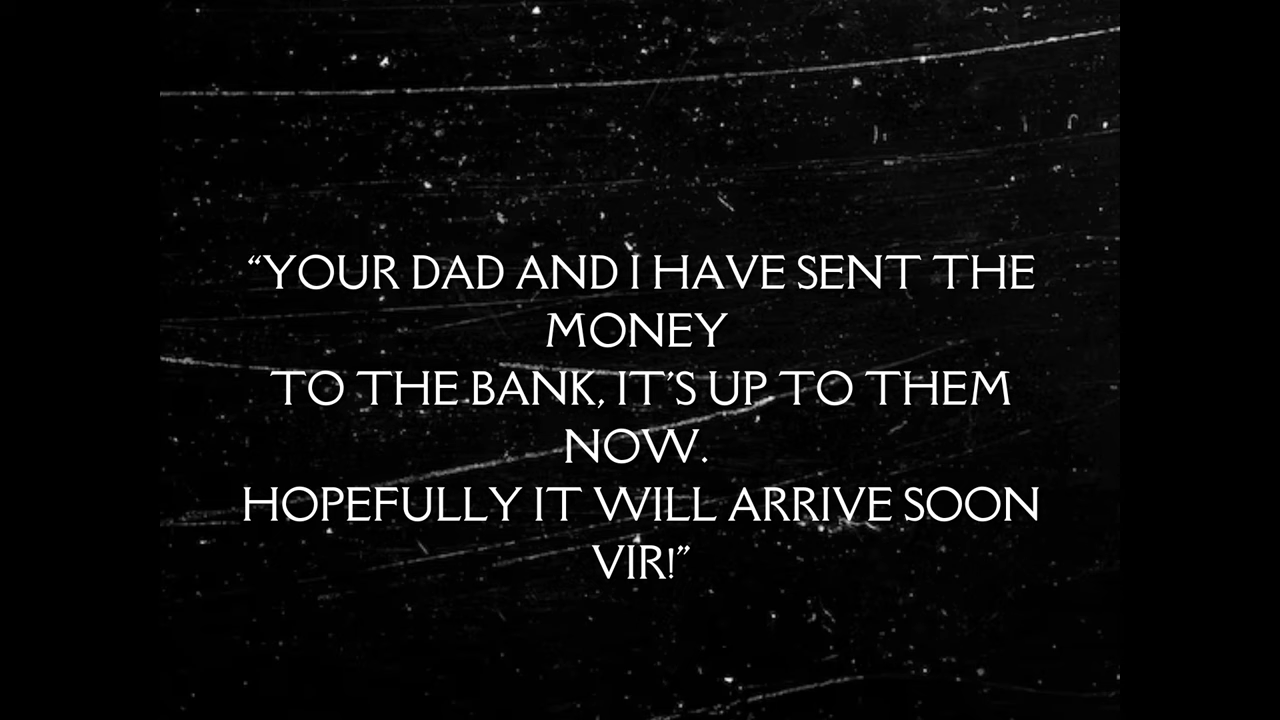 “YOUR DAD AND I HAVE SENT THE
MONEY
TO THE BANK, IT’S UP TO THEM
NOW.
HOPEFULLY IT WILL ARRIVE SOON
VIR!”